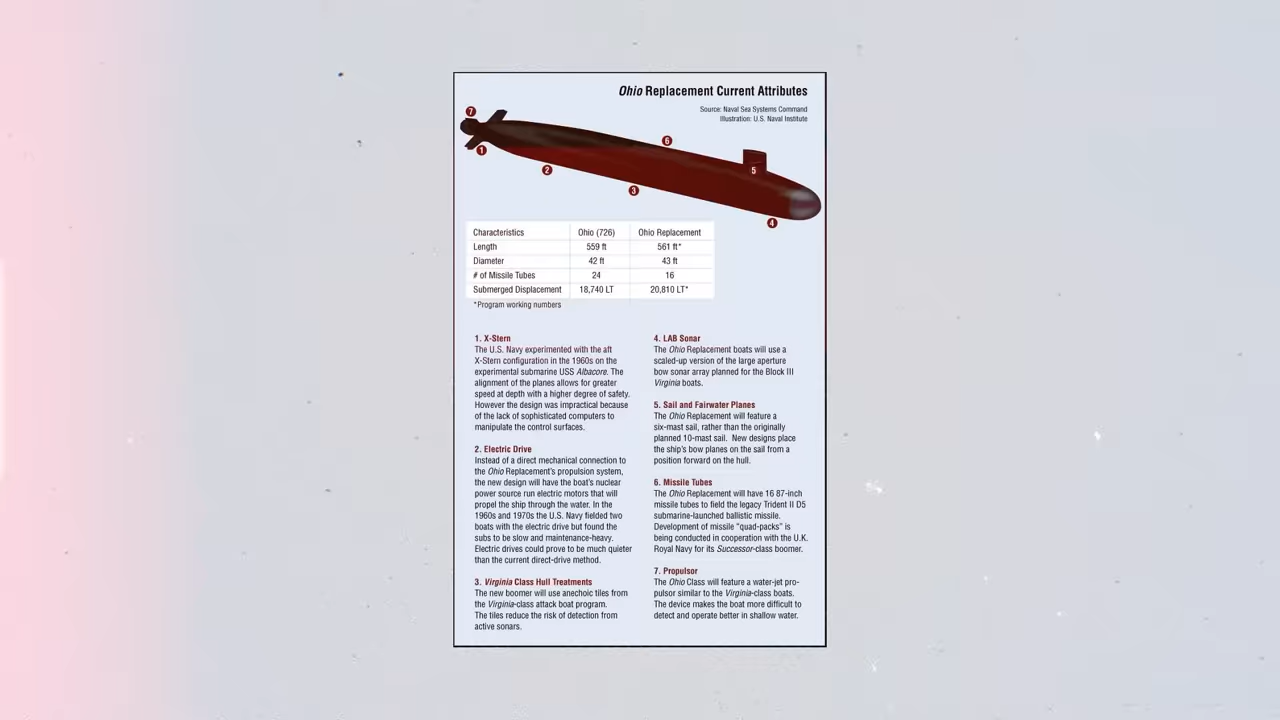 Ohio Replacement Current Attributes
Source: Naval Sea Systems Command
Illustration: U.S. Naval Institute
7
1
2
3
6
5
4
Characteristics Ohio (726) Ohio Replacement
Length 559 ft 561 ft*
Diameter 42 ft 43 ft
# of Missile Tubes 24 16
Submerged Displacement 18,740 LT 20,810 LT*
*Program working numbers
1. X-Stern
The U.S. Navy experimented with the aft
X-Stern configuration in the 1960s on the
experimental submarine USS Albacore. The
alignment of the planes allows for greater
speed at depth with a higher degree of safety.
However the design was impractical because
of the lack of sophisticated computers to
manipulate the control surfaces.
2. Electric Drive
Instead of a direct mechanical connection to
the Ohio Replacement's propulsion system,
the new design will have the boat's nuclear
power source run electric motors that will
propel the ship through the water. In the
1960s and 1970s the U.S. Navy fielded two
boats with the electric drive but found the
subs to be slow and maintenance-heavy.
Electric drives could prove to be much quieter
than the current direct-drive method.
3. Virginia Class Hull Treatments
The new boomer will use anechoic tiles from
the Virginia-class attack boat program.
The tiles reduce the risk of detection from
active sonars.
4. LAB Sonar
The Ohio Replacement boats will use a
scaled-up version of the large aperture
bow sonar array planned for the Block III
Virginia boats.
5. Sail and Fairwater Planes
The Ohio Replacement will feature a
six-mast sail, rather than the originally
planned 10-mast sail. New designs place
the ship's bow planes on the sail from a
position forward on the hull.
6. Missile Tubes
The Ohio Replacement will have 16 87-inch
missile tubes to field the legacy Trident II D5
submarine-launched ballistic missile.
Development of missile "quad-packs" is
being conducted in cooperation with the U.K.
Royal Navy for its Successor-class boomer.
7. Propulsor
The Ohio Class will feature a water-jet pro-
pulsor similar to the Virginia-class boats.
The device makes the boat more difficult to
detect and operate better in shallow water.